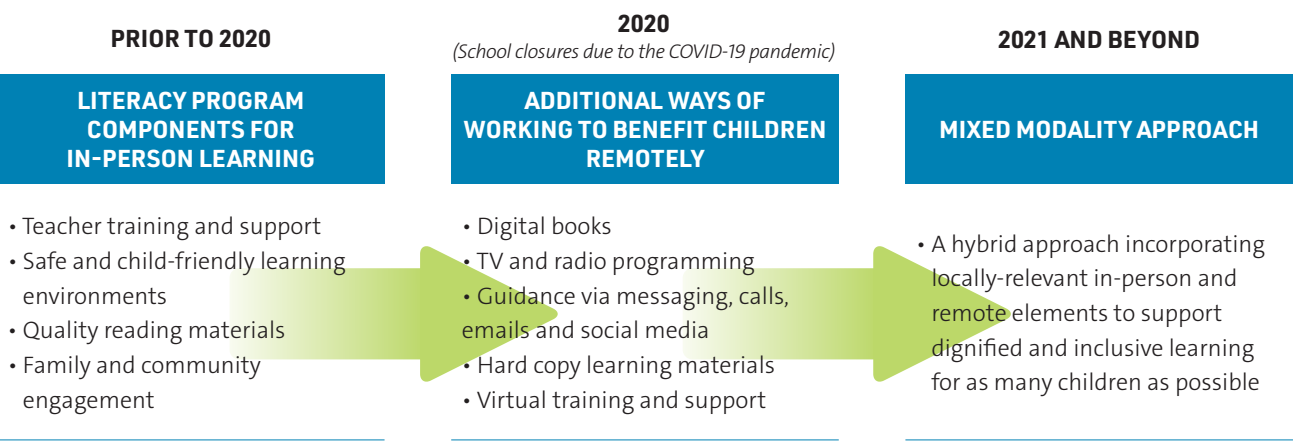 PRIOR TO 2020
LITERACY PROGRAM
COMPONENTS FOR
IN-PERSON LEARNING
• Teacher training and support
• Safe and child-friendly learning
environments
• Quality reading materials
• Family and community
engagement
2020
(School closures due to the COVID-19 pandemic)
ADDITIONAL WAYS OF
WORKING TO BENEFIT CHILDREN
REMOTELY
• Digital books
• TV and radio programming
• Guidance via messaging, calls,
emails and social media
• Hard copy learning materials
• Virtual training and support
2021 AND BEYOND
MIXED MODALITY APPROACH
• A hybrid approach incorporating
locally-relevant in-person and
remote elements to support
dignified and inclusive learning
for as many children as possible